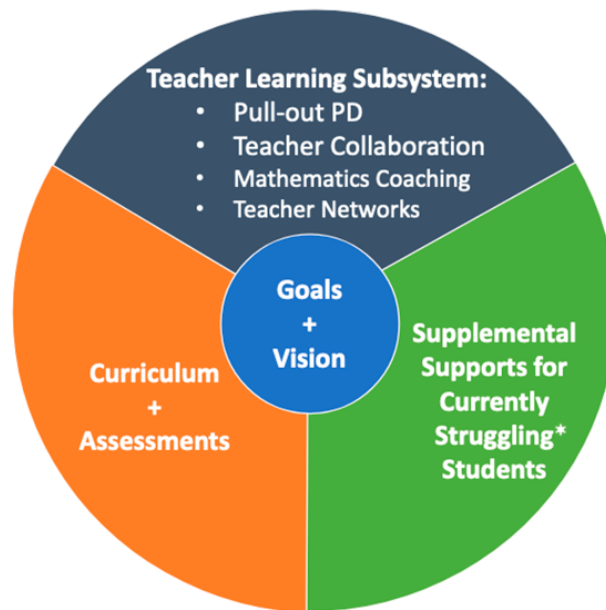 Teacher Learning Subsystem:
• Pull-out PD
• Teacher Collaboration
• Mathematics Coaching
• Teacher Networks
Goals
+
Vision
Curriculum
+
Assessments
Supplemental
Supports for
Currently
Struggling*
Students